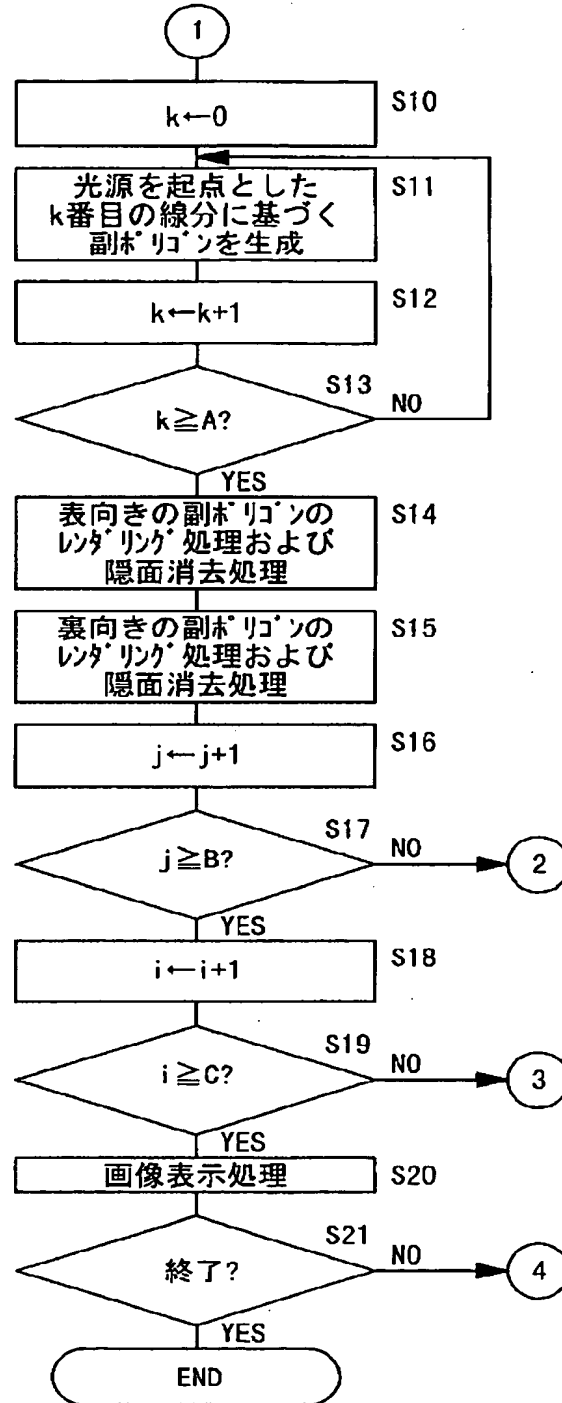 1
k←0
S10
光源を起点とした
k番目の線分に基づく
副ポリゴンを生成
S11
k←k+1
S12
S13
k≧A?
NO
YES
表向きの副ポリゴンの
レンダリング処理および
隠面消去処理
S14
裏向きの副ポリゴンの
レンダリング処理および
隠面消去処理
S15
j←j+1
S16
S17
j≧B?
NO
2
YES
i←i+1
S18
S19
i≧C?
NO
3
YES
画像表示処理
S20
S21
終了?
NO
4
YES
END